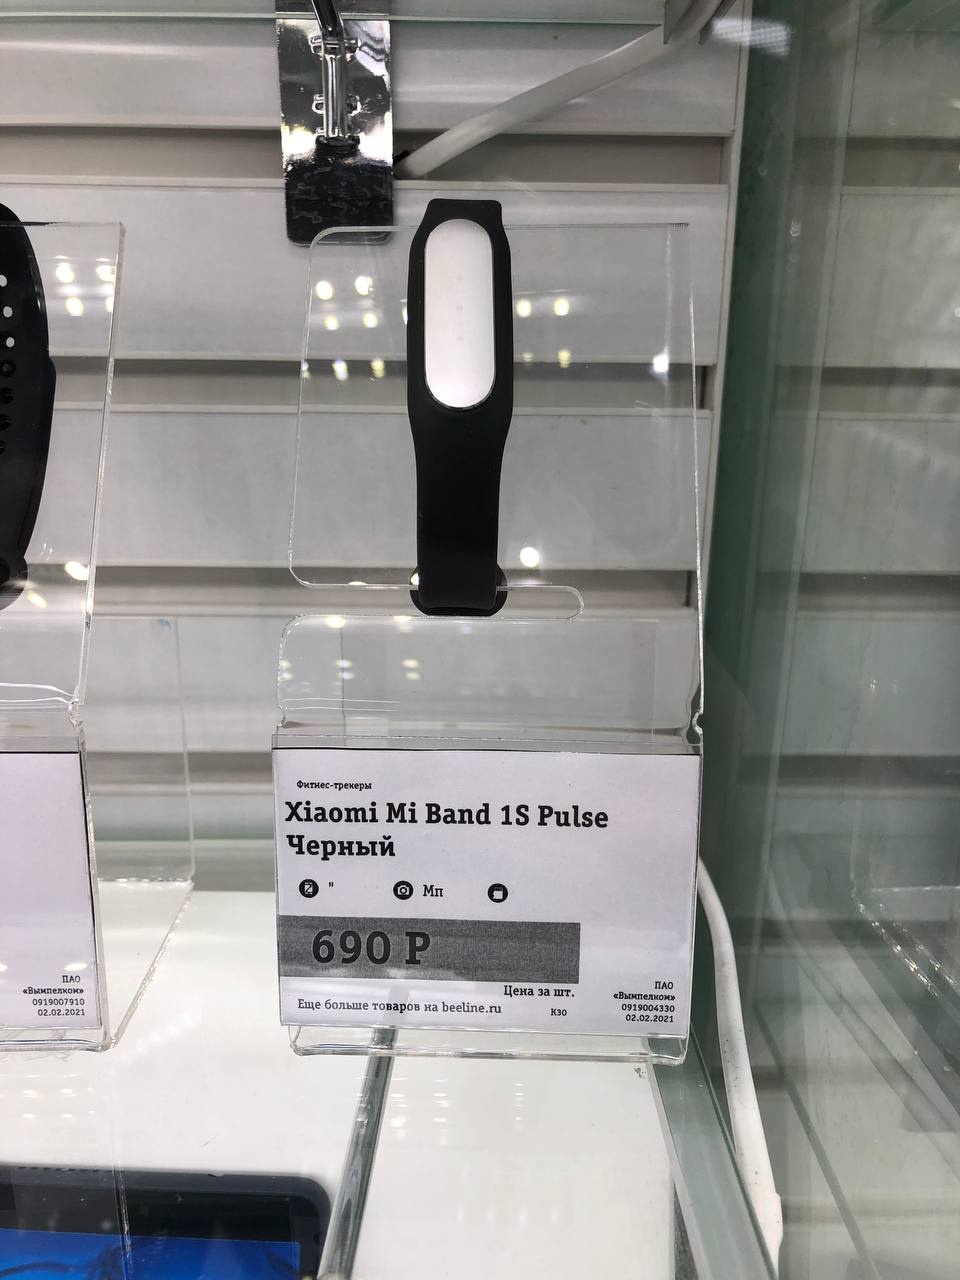 Фитнес-трекеры
Xiaomi Mi Band 1S Pulse
Черный
" Мп
690 Р
Цена за шт.
Еще больше товаров на beeline.ru
К30
ПАО
«Вымпелком»
0919004330
02.02.2021
ПАО
«Вымпелком»
0919007910
02.02.2021